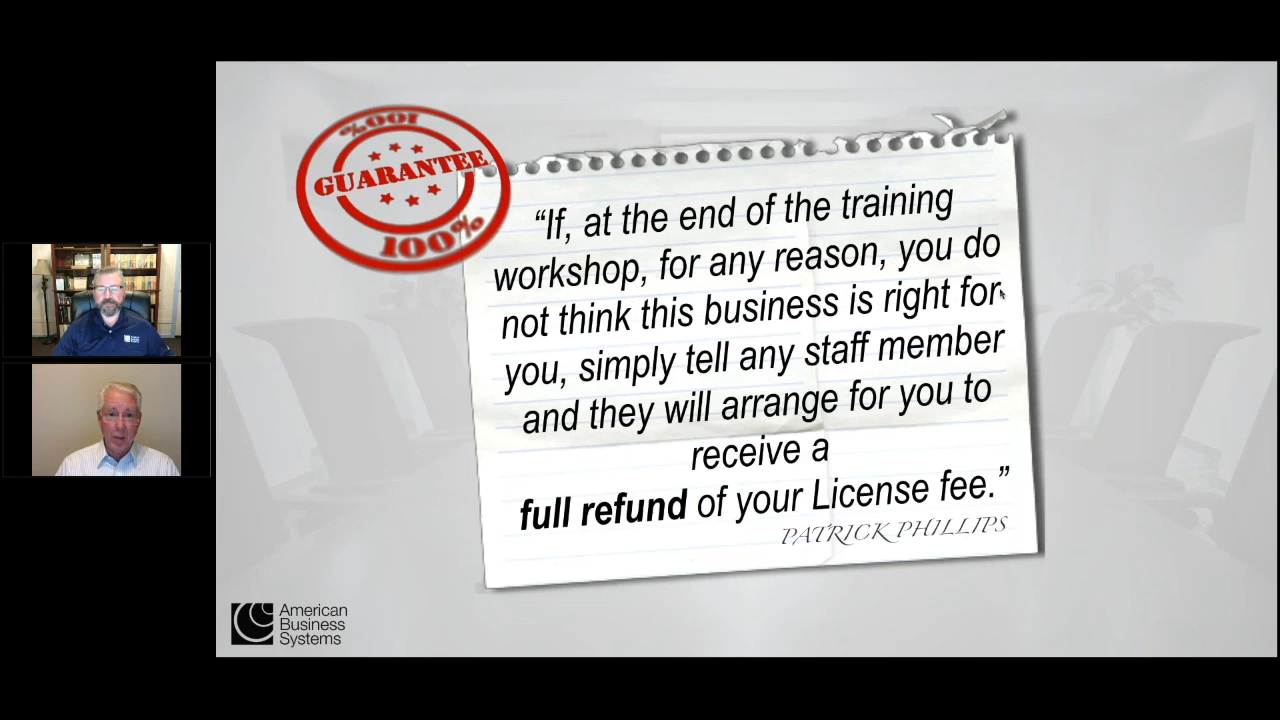 100%
GUARANTEE
100%
“If, at the end of the training
workshop, for any reason, you do
not think this business is right for
you, simply tell any staff member
and they will arrange for you to
receive a
full refund of your License fee.”
PATRICK PHILLIPS
American
Business
Systems